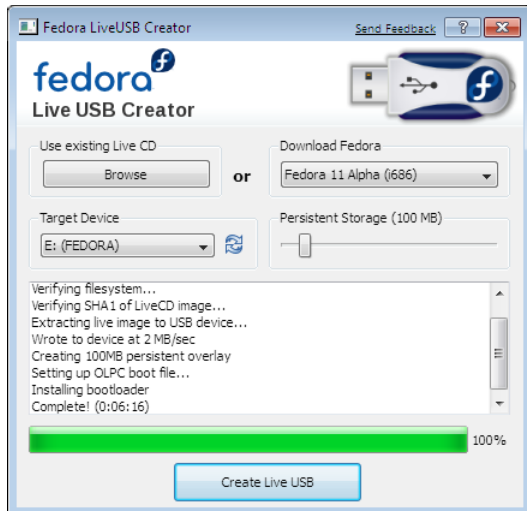 Fedora LiveUSB Creator
Send Feedback
?
fedora
Live USB Creator
Use existing Live CD
Browse
or
Download Fedora
Fedora 11 Alpha (i686)
Target Device
E: (FEDORA)
Persistent Storage (100 MB)
Verifying filesystem...
Verifying SHA1 of LiveCD image...
Extracting live image to USB device...
Wrote to device at 2 MB/sec
Creating 100MB persistent overlay
Setting up OLPC boot file...
Installing bootloader
Complete! (0:06:16)
100%
Create Live USB